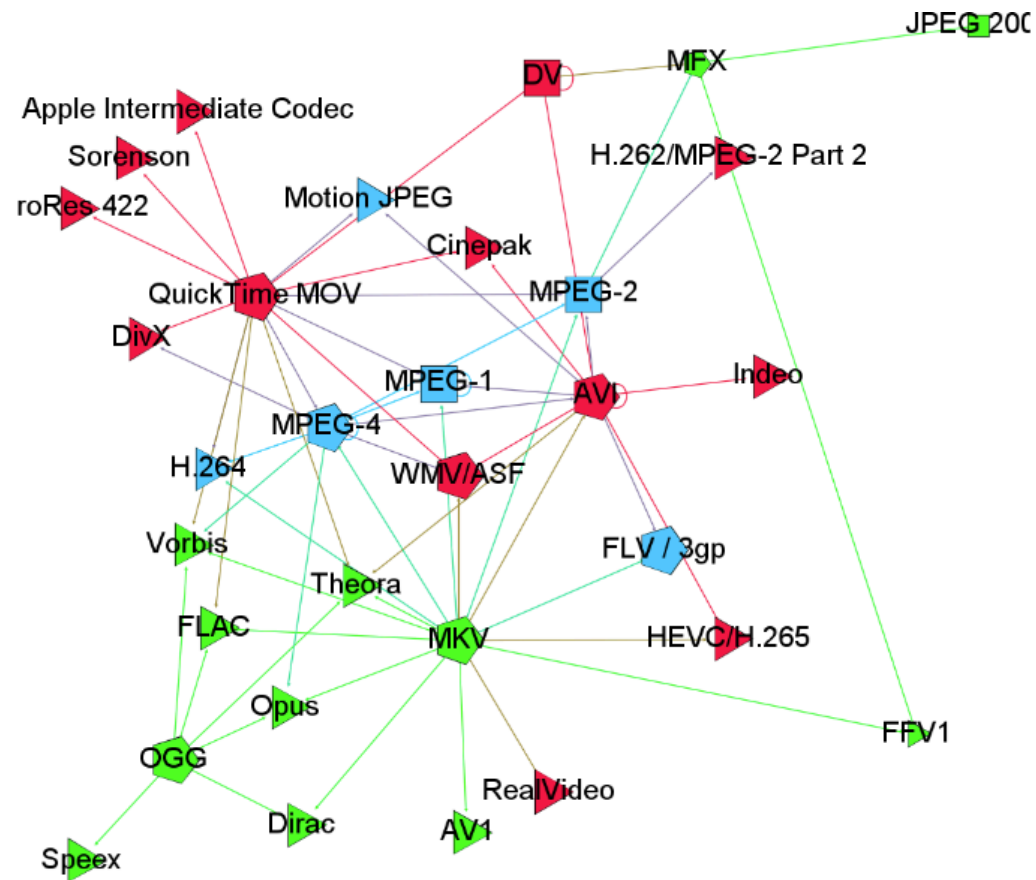 JPEG 200
MFX
DV
Apple Intermediate Codec
Sorenson
H.262/MPEG-2 Part 2
roRes 422
Motion JPEG
Cinepak
QuickTime MOV
MPEG-2
DivX
MPEG-1
Indeo
AVI
MPEG-4
H.264
WMV/ASF
Vorbis
FLV / 3gp
Theora
FLAC
MKV
HEVC/H.265
Opus
FFV1
OGG
RealVideo
Dirac
AV1
Speex